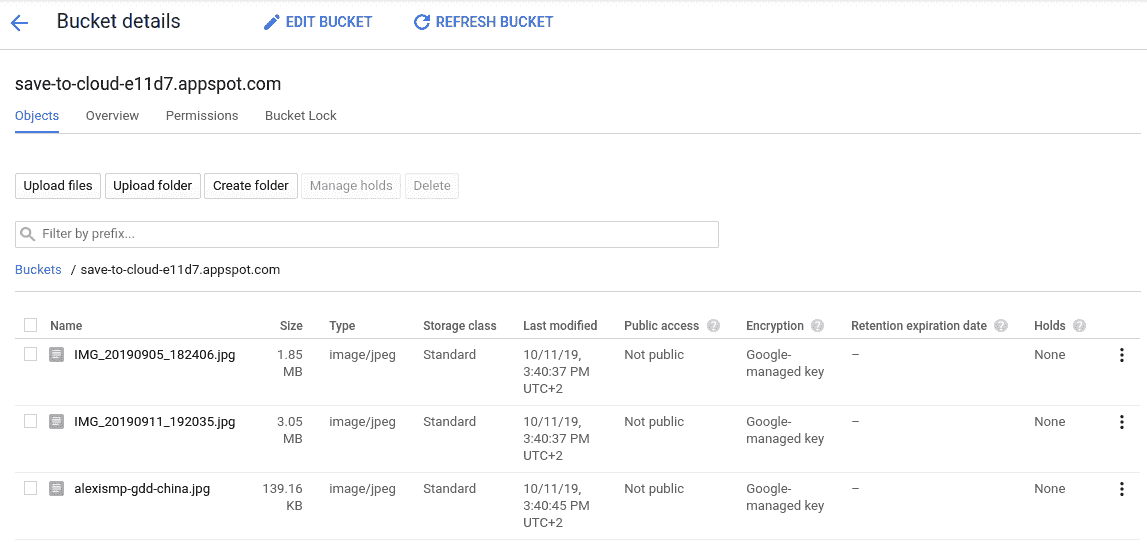 Bucket details EDIT BUCKET REFRESH BUCKET
save-to-cloud-e11d7.appspot.com
Objects Overview Permissions Bucket Lock
Upload files Upload folder Create folder Manage holds Delete
Filter by prefix...
Buckets / save-to-cloud-e11d7.appspot.com
Name Size Type Storage class Last modified Public access ? Encryption ? Retention expiration date ? Holds ?
IMG_20190905_182406.jpg 1.85 image/jpeg Standard 10/11/19, Not public Google- – None
MB 3:40:37 PM managed key
UTC+2
IMG_20190911_192035.jpg 3.05 image/jpeg Standard 10/11/19, Not public Google- – None
MB 3:40:37 PM managed key
UTC+2
alexismp-gdd-china.jpg 139.16 image/jpeg Standard 10/11/19, Not public Google- – None
KB 3:40:45 PM managed key
UTC+2